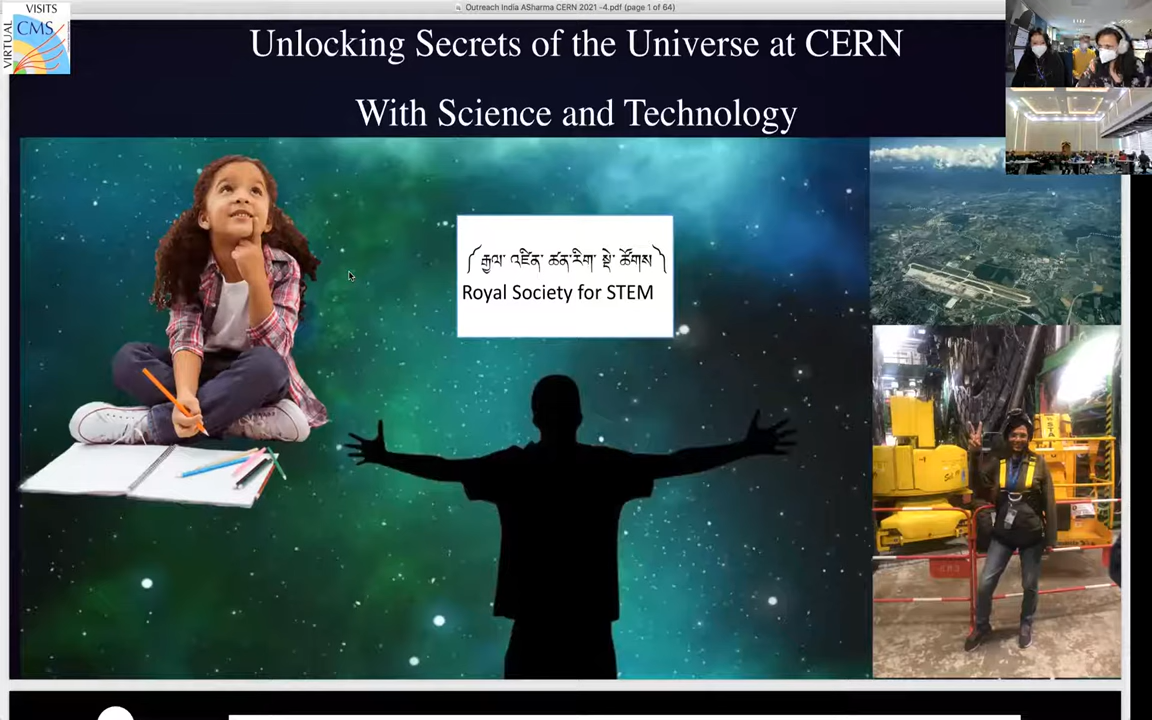 Outreach India ASharma CERN 2021 -4.pdf (page 1 of 64)
VISITS
VIRTUAL
CMS
Unlocking Secrets of the Universe at CERN
With Science and Technology
༼ རྒྱལ་ འཛིན་ ཚན་རིག་ སྡེ་ ཚོགས ༽
Royal Society for STEM